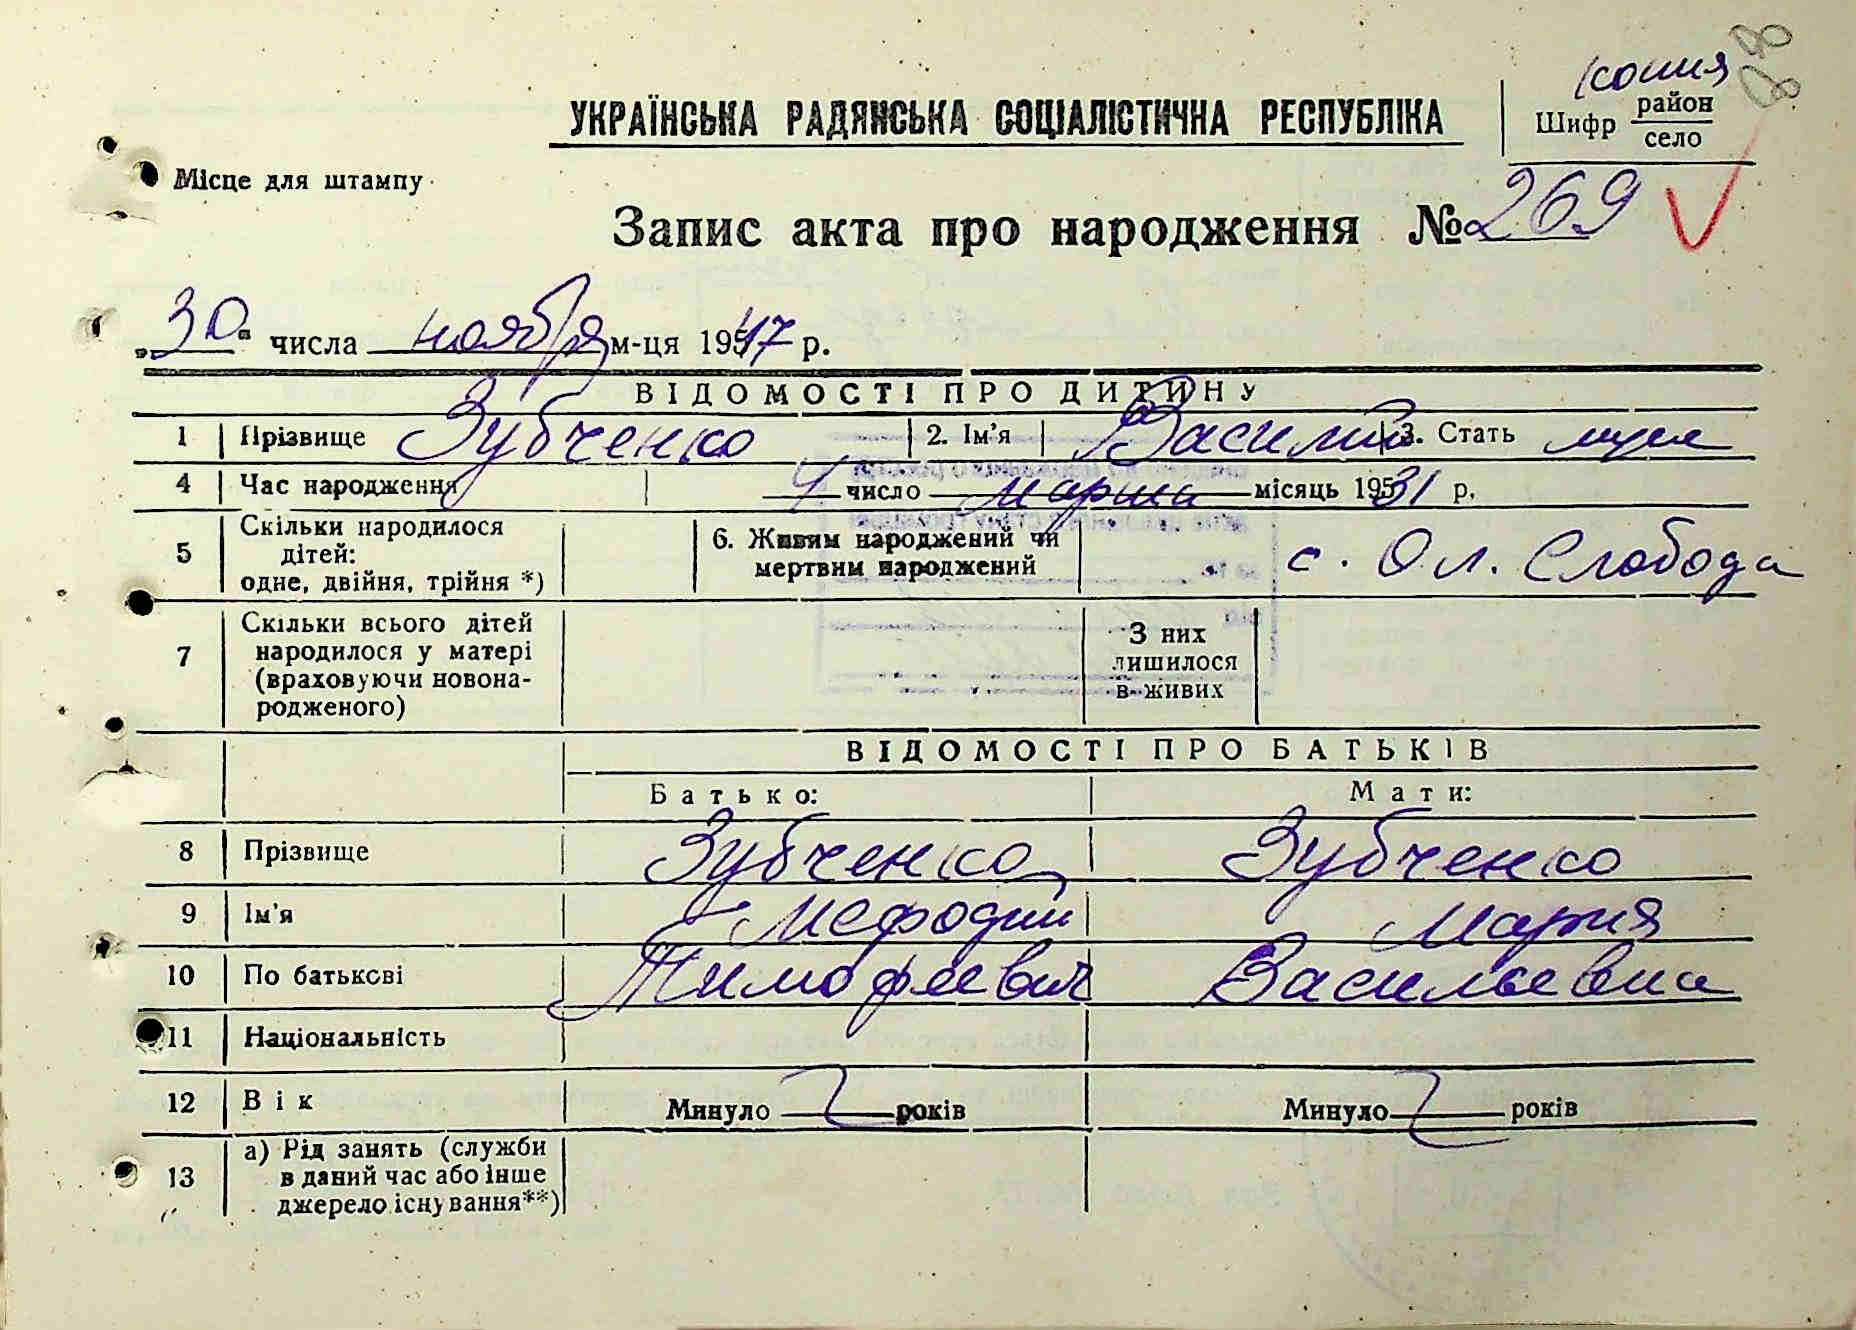 копия
УКРАЇНСЬКА РАДЯНСЬКА СОЦІАЛІСТИЧНА РЕСПУБЛІКА
Шифр район
село
Місце для штампу
Запис акта про народження № 269
„30“ числа ноября м-ця 1947 р.
ВІДОМОСТІ ПРО ДИТИНУ
1 Прізвище Зубченко 2. Ім'я Василий 3. Стать муж
4 Час народження 4 число марта місяць 1931 р.
5 Скільки народилося дітей: одне, двійня, трійня *) 6. Живим народжений чи мертвим народжений с. Ол. Слобода
7 Скільки всього дітей народилося у матері (враховуючи новонародженого) З них лишилося в живих
ВІДОМОСТІ ПРО БАТЬКІВ
Батько: Мати:
8 Прізвище Зубченко Зубченко
9 Ім'я Мефодий Мария
10 По батькові Тимофеевич Васильевна
11 Національність
12 Вік Минуло років Минуло років
13 а) Рід занять (служби в даний час або інше джерело існування**)